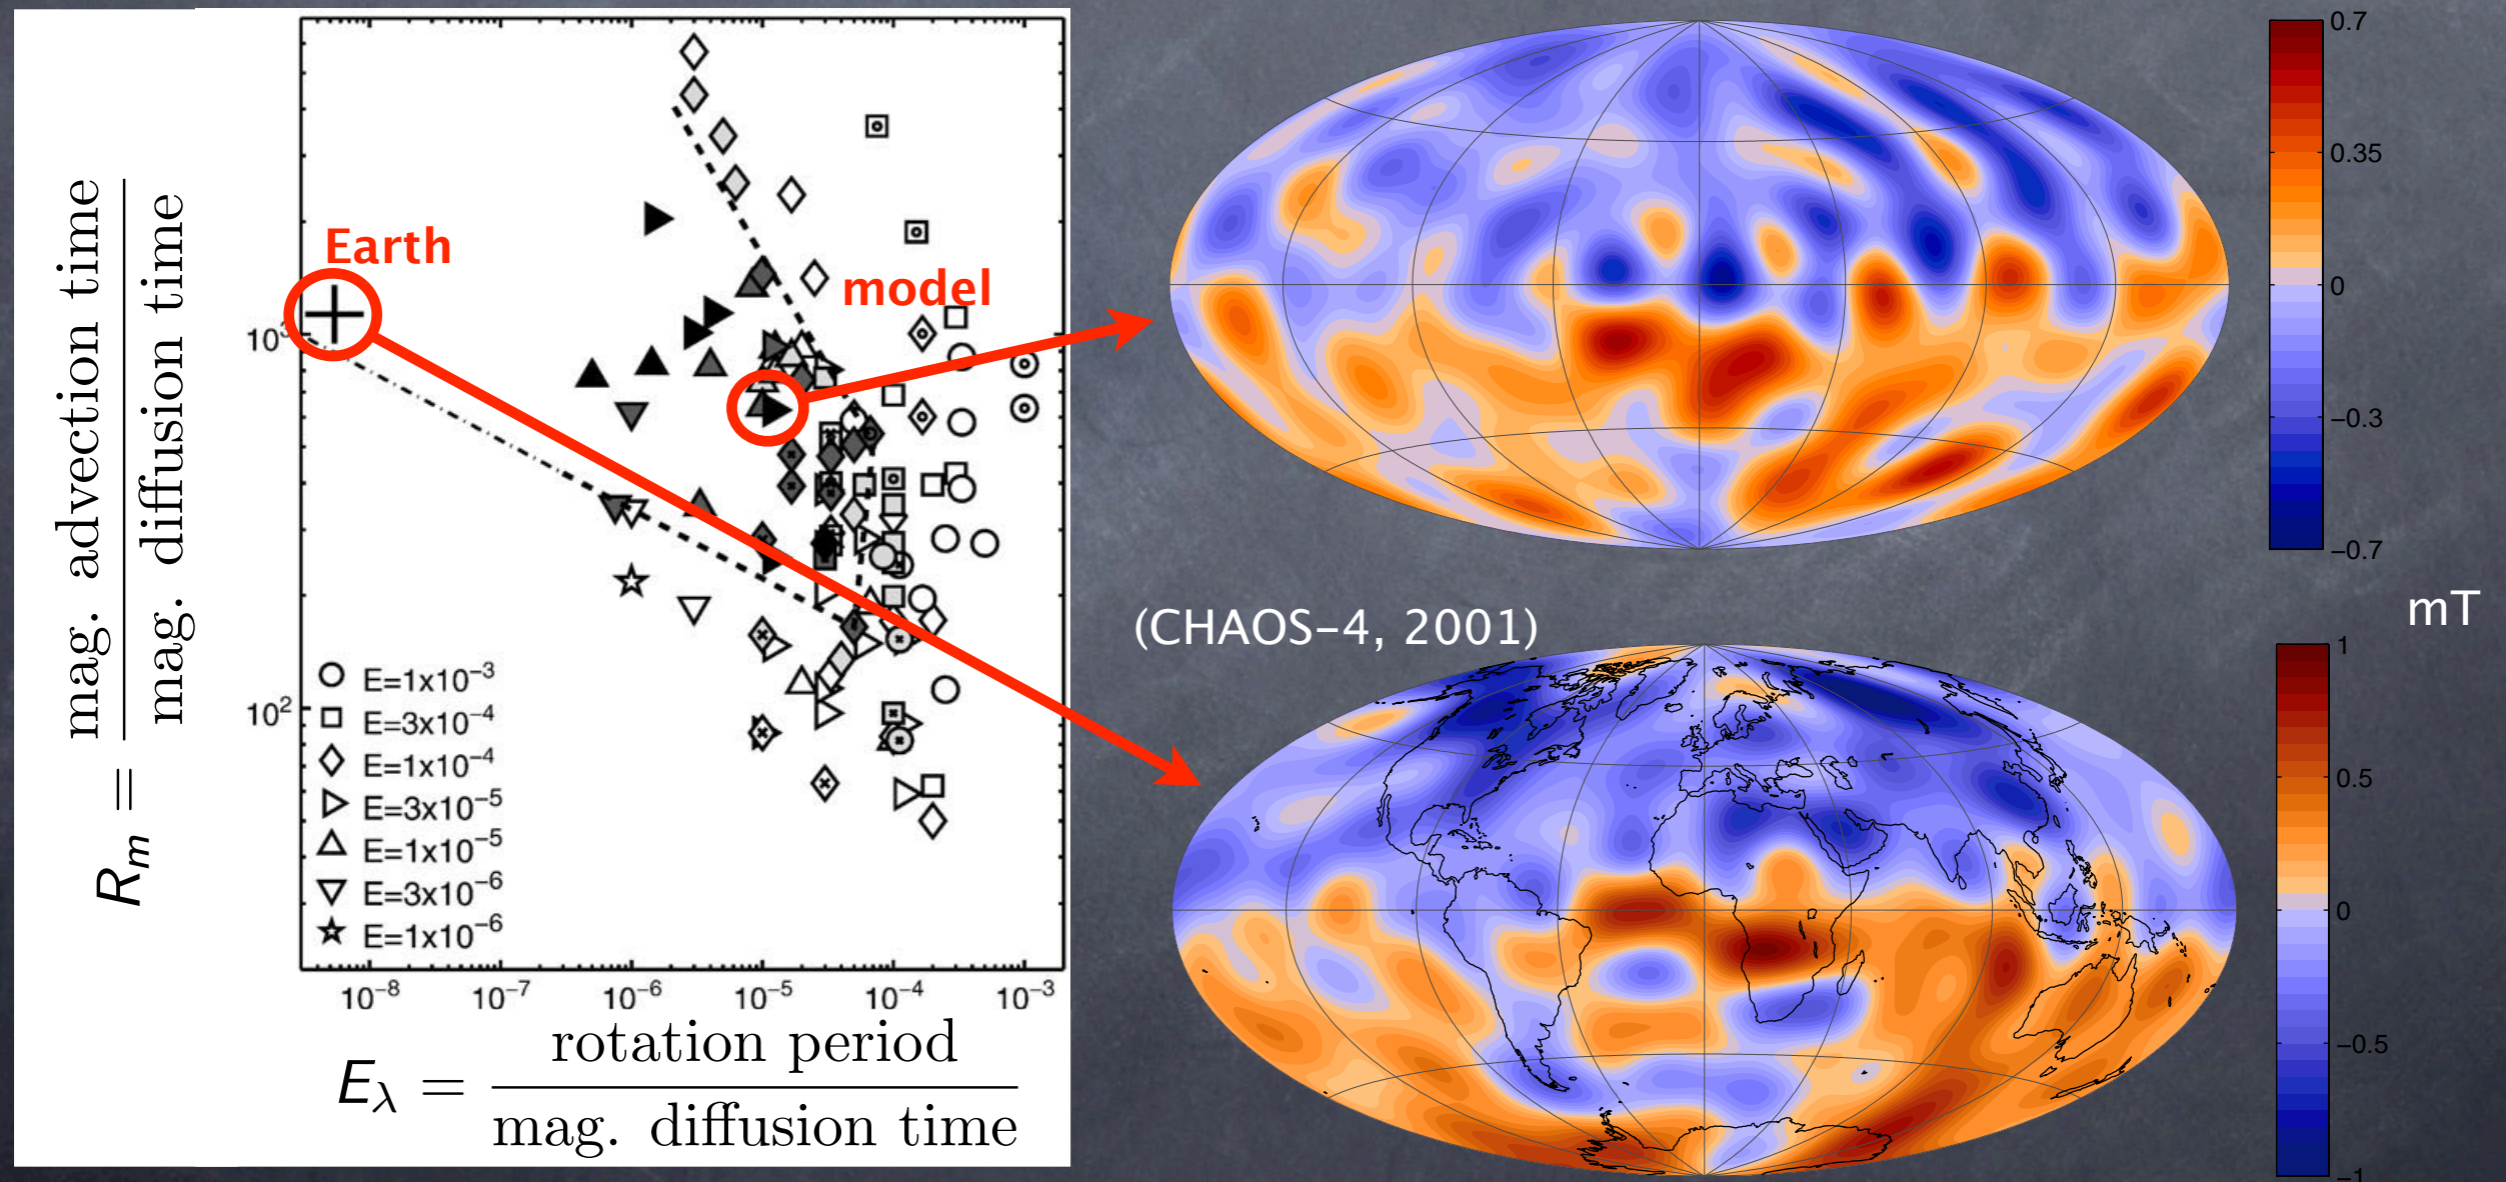 R_m = mag. advection time
mag. diffusion time
Earth
model
10³
10²
E=1x10⁻³
E=3x10⁻⁴
E=1x10⁻⁴
E=3x10⁻⁵
E=1x10⁻⁵
E=3x10⁻⁶
E=1x10⁻⁶
10⁻⁸ 10⁻⁷ 10⁻⁶ 10⁻⁵ 10⁻⁴ 10⁻³
E_λ = rotation period
mag. diffusion time
0.7
0.35
0
−0.3
−0.7
mT
(CHAOS-4, 2001)
1
0.5
0
−0.5
−1